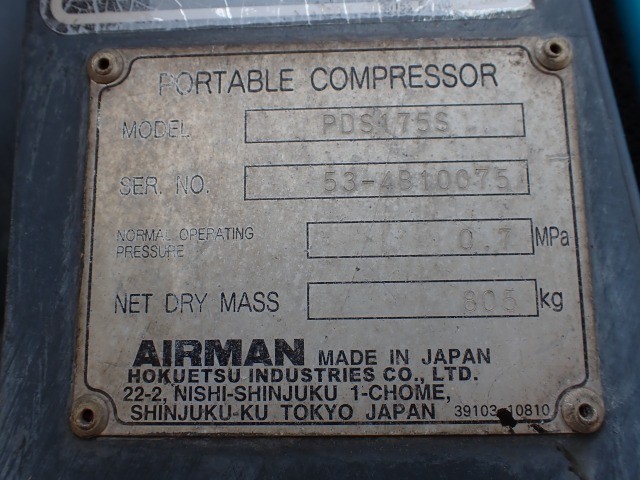 PORTABLE COMPRESSOR
MODEL PDS175S
SER. NO. 53-4B10075
NORMAL OPERATING
PRESSURE 0.7 MPa
NET DRY MASS 805 kg
AIRMAN MADE IN JAPAN
HOKUETSU INDUSTRIES CO., LTD.
22-2, NISHI-SHINJUKU 1-CHOME,
SHINJUKU-KU TOKYO JAPAN 39103 10810